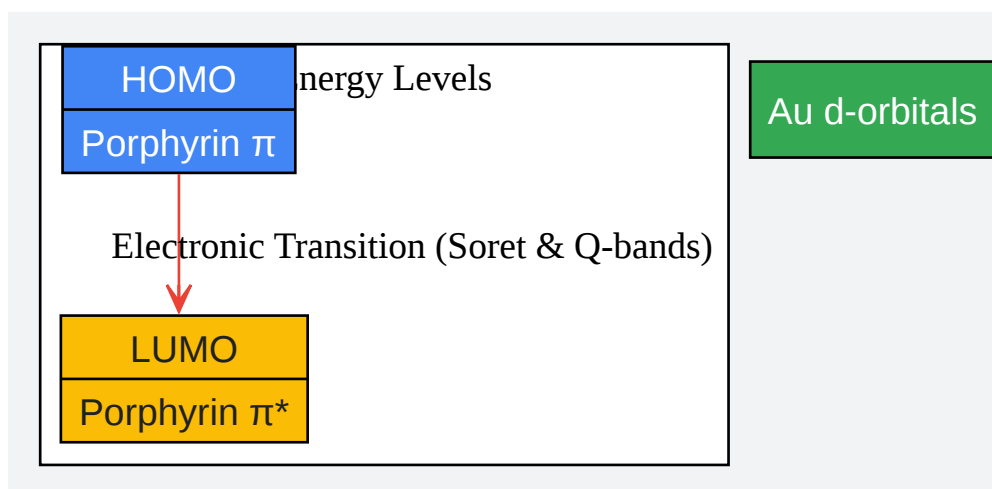 HOMO
Porphyrin π
nergy Levels
Au d-orbitals
Electronic Transition (Soret & Q-bands)
LUMO
Porphyrin π*